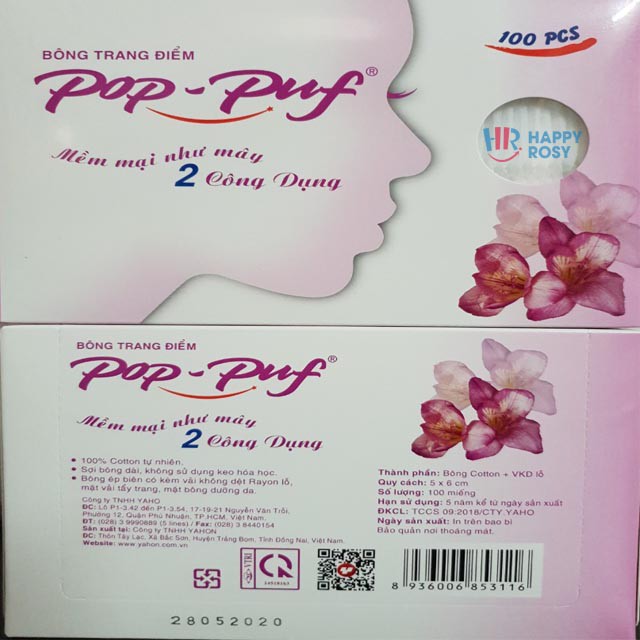 BÔNG TRANG ĐIỂM
100 PCS
Pop-Puf®
HR HAPPY
ROSY
Mềm mại như mây
2 Công Dụng
BÔNG TRANG ĐIỂM
Pop-Puf®
Mềm mại như mây
2 Công Dụng
• 100% Cotton tự nhiên.
• Sợi bông dài, không sử dụng keo hóa học.
• Bông ép biên có kèm vải không dệt Rayon lỗ,
mặt vải tẩy trang, mặt bông dưỡng da.
Công ty TNHH YAHO
ĐC: Lô P1-3.42 đến P1-3.54, 17-19-21 Nguyễn Văn Trỗi,
Phường 12, Quận Phú Nhuận, TP.HCM, Việt Nam.
ĐT: (028) 3 9990889 (5 lines) / Fax: (028) 3 8440154
Sản xuất tại: Công ty TNHH YAHON
ĐC: Thôn Tây Lạc, Xã Bắc Sơn, Huyện Trảng Bom, Tỉnh Đồng Nai, Việt Nam.
Website: www.yahon.com.vn
Thành phần: Bông Cotton + VKD lỗ
Quy cách: 5 x 6 cm
Số lượng: 100 miếng
Hạn sử dụng: 5 năm kể từ ngày sản xuất
ĐKCL: TCCS 09:2018/CTY YAHO
Ngày sản xuất: In trên bao bì
Bảo quản nơi thoáng mát.
8 936006 853116
28052020